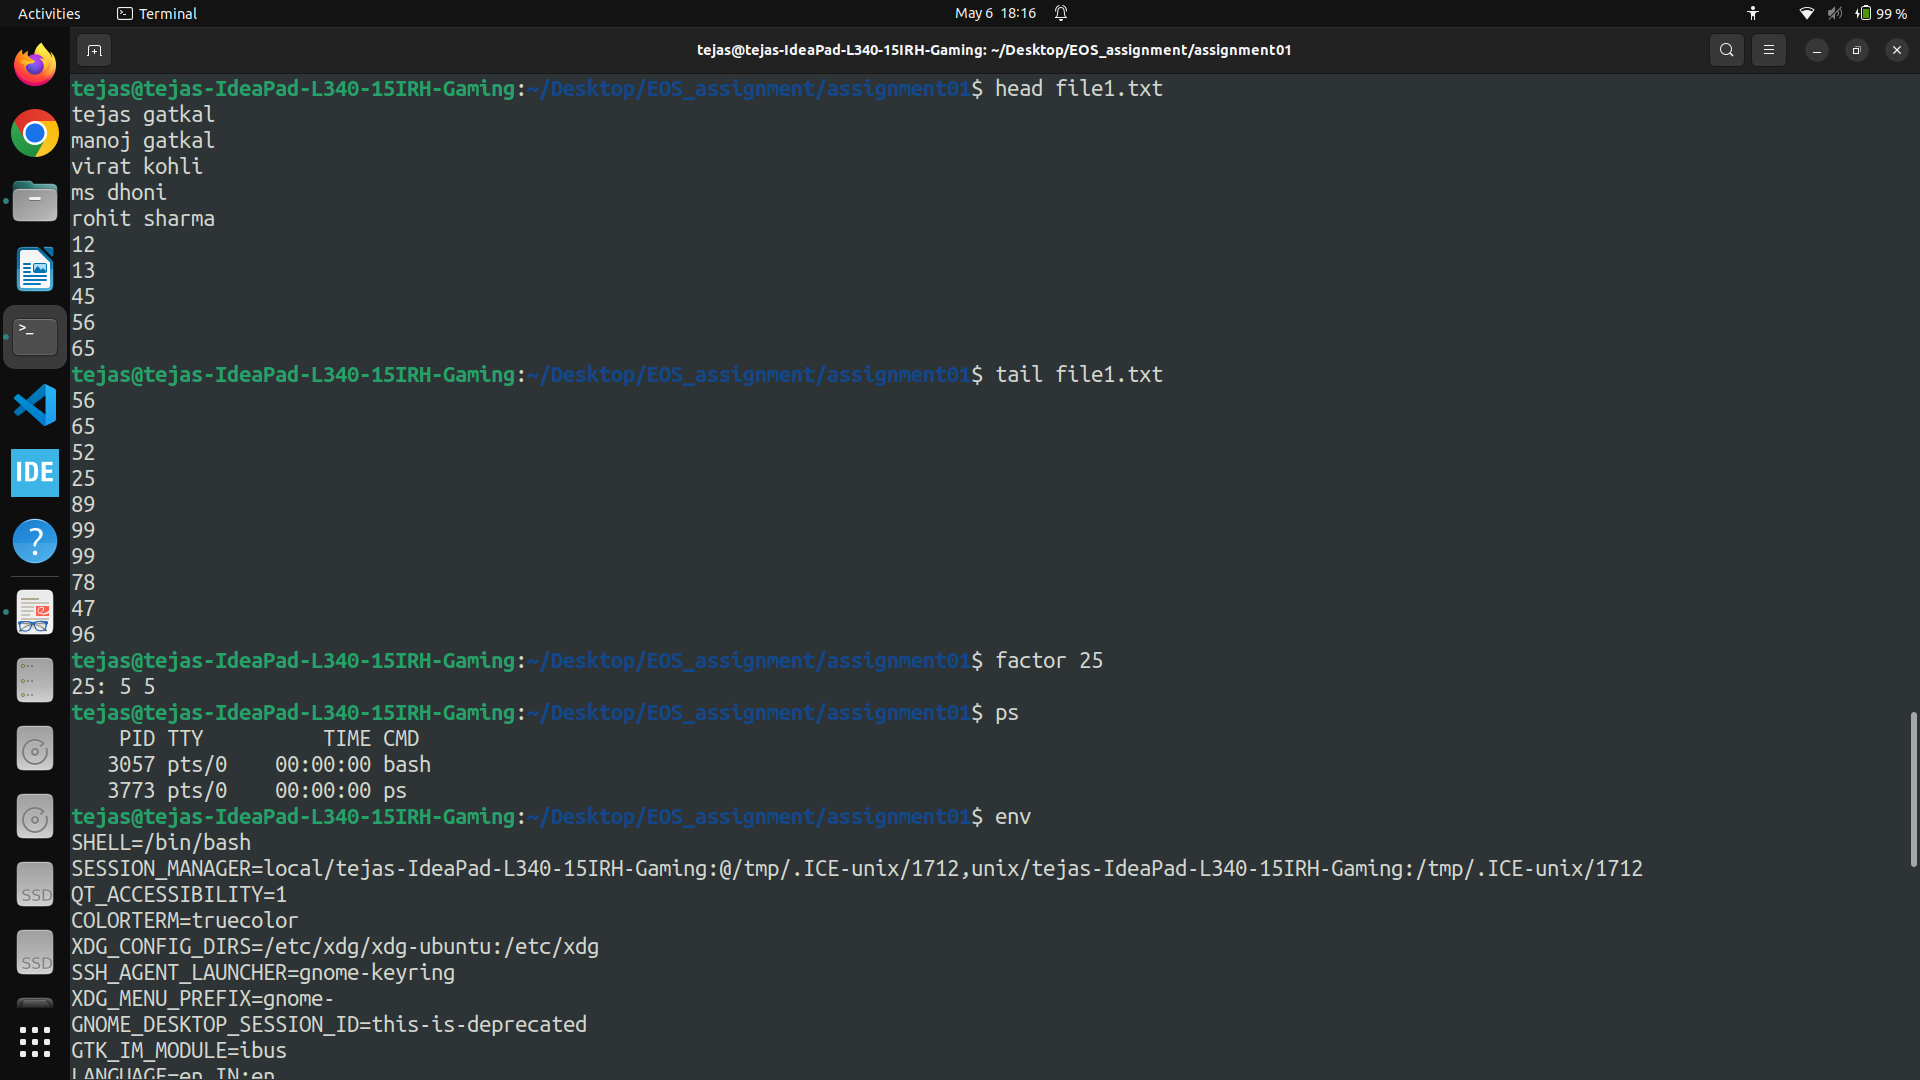 Activities Terminal May 6 18:16 99 %
tejas@tejas-IdeaPad-L340-15IRH-Gaming: ~/Desktop/EOS_assignment/assignment01
tejas@tejas-IdeaPad-L340-15IRH-Gaming:~/Desktop/EOS_assignment/assignment01$ head file1.txt
tejas gatkal
manoj gatkal
virat kohli
ms dhoni
rohit sharma
12
13
45
56
65
tejas@tejas-IdeaPad-L340-15IRH-Gaming:~/Desktop/EOS_assignment/assignment01$ tail file1.txt
56
65
52
25
89
99
99
78
47
96
tejas@tejas-IdeaPad-L340-15IRH-Gaming:~/Desktop/EOS_assignment/assignment01$ factor 25
25: 5 5
tejas@tejas-IdeaPad-L340-15IRH-Gaming:~/Desktop/EOS_assignment/assignment01$ ps
PID TTY TIME CMD
3057 pts/0 00:00:00 bash
3773 pts/0 00:00:00 ps
tejas@tejas-IdeaPad-L340-15IRH-Gaming:~/Desktop/EOS_assignment/assignment01$ env
SHELL=/bin/bash
SESSION_MANAGER=local/tejas-IdeaPad-L340-15IRH-Gaming:@/tmp/.ICE-unix/1712,unix/tejas-IdeaPad-L340-15IRH-Gaming:/tmp/.ICE-unix/1712
QT_ACCESSIBILITY=1
COLORTERM=truecolor
XDG_CONFIG_DIRS=/etc/xdg/xdg-ubuntu:/etc/xdg
SSH_AGENT_LAUNCHER=gnome-keyring
XDG_MENU_PREFIX=gnome-
GNOME_DESKTOP_SESSION_ID=this-is-deprecated
GTK_IM_MODULE=ibus
LANGUAGE=en_IN:en
>_
IDE
?
SSD
SSD